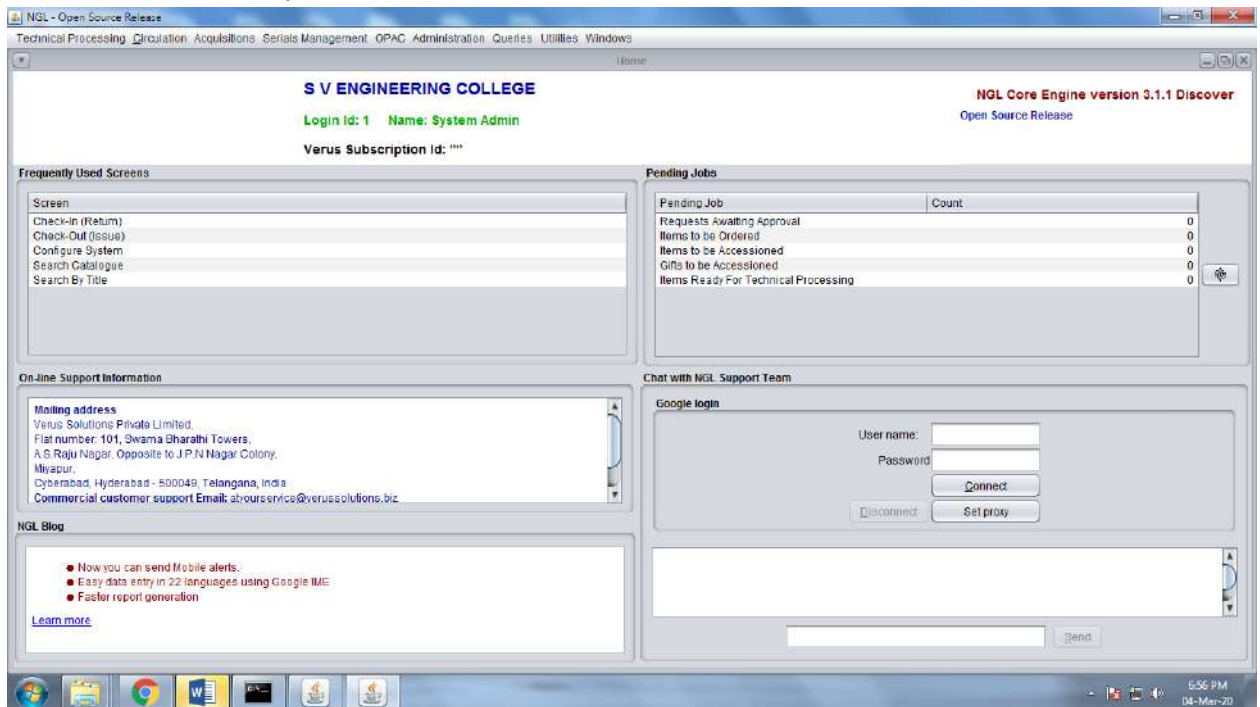 NGL - Open Source Release
Technical Processing Circulation Acquisitions Serials Management OPAC Administration Queries Utilities Windows
Home
S V ENGINEERING COLLEGE
NGL Core Engine version 3.1.1 Discover
Login Id: 1 Name: System Admin
Open Source Release
Verus Subscription Id: ""
Frequently Used Screens
Screen
Check-In (Return)
Check-Out (Issue)
Configure System
Search Catalogue
Search By Title
Pending Jobs
Pending Job Count
Requests Awaiting Approval 0
Items to be Ordered 0
Items to be Accessioned 0
Gifts to be Accessioned 0
Items Ready For Technical Processing 0
On-line Support Information
Mailing address
Verus Solutions Private Limited,
Flat number: 101, Swarna Bharathi Towers,
A.S.Raju Nagar, Opposite to J.P.N Nagar Colony,
Miyapur,
Cyberabad, Hyderabad - 500049, Telangana, India
Commercial customer support Email: atyourservice@verussolutions.biz
Chat with NGL Support Team
Google login
User name:
Password
Connect
Disconnect Set proxy
NGL Blog
Now you can send Mobile alerts.
Easy data entry in 22 languages using Google IME
Faster report generation
Learn more
Send
6:56 PM
04-Mar-20